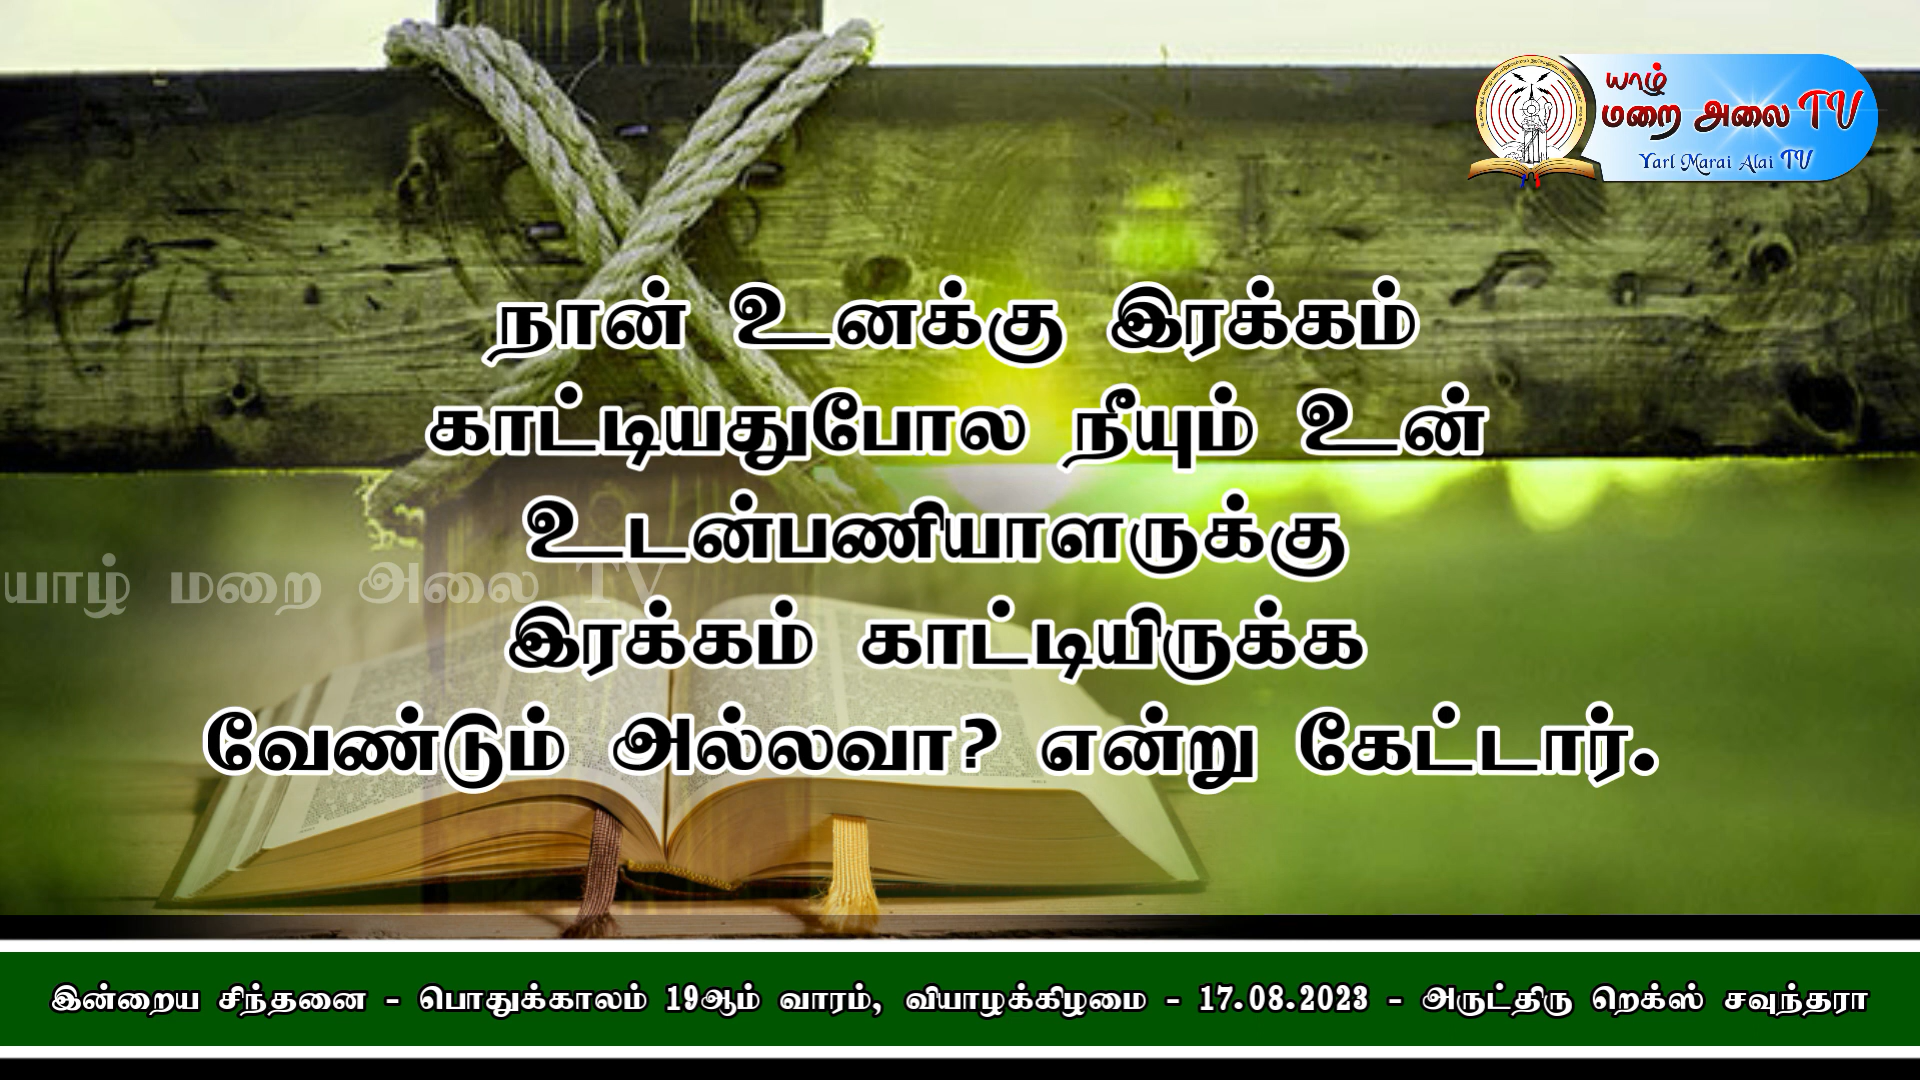 யாழ்
மறை அலை TV
Yarl Marai Alai TV
நான் உனக்கு இரக்கம்
காட்டியதுபோல நீயும் உன்
உடன்பணியாளருக்கு
இரக்கம் காட்டியிருக்க
வேண்டும் அல்லவா? என்று கேட்டார்.
யாழ் மறை அலை TV
இன்றைய சிந்தனை - பொதுக்காலம் 19ஆம் வாரம், வியாழக்கிழமை - 17.08.2023 - அருட்திரு றெக்ஸ் சவுந்தரா